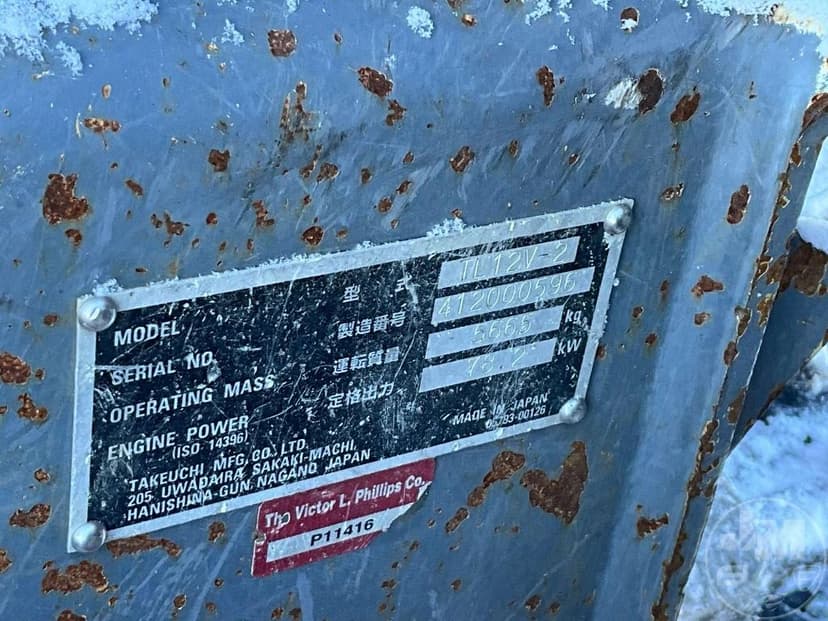 MODEL 型 式 TL12V-2
SERIAL NO. 製造番号 412000596
OPERATING MASS 運転質量 5665 kg
ENGINE POWER 定格出力 kW
(ISO 14396)
TAKEUCHI MFG. CO., LTD.
205 UWADAIRA, SAKAKI-MACHI,
HANISHINA-GUN, NAGANO, JAPAN
MADE IN JAPAN
05793-00126
The Victor L. Phillips Co.
P11416